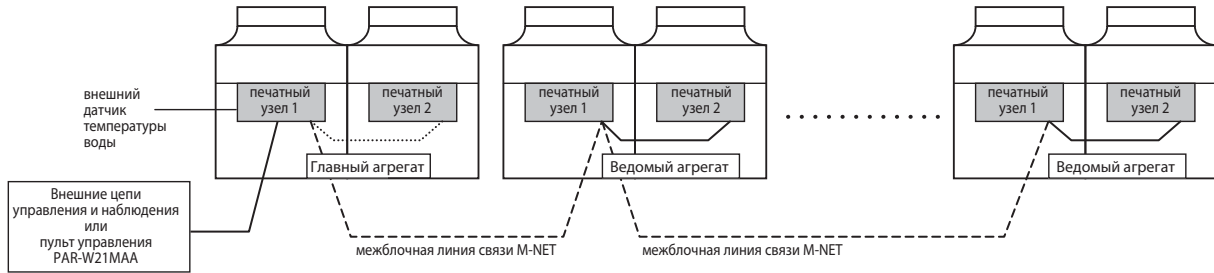 печатный
узел 1
печатный
узел 2
печатный
узел 1
печатный
узел 2
печатный
узел 1
печатный
узел 2
внешний
датчик
температуры
воды
Главный агрегат
Ведомый агрегат
Ведомый агрегат
Внешние цепи
управления и наблюдения
или
пульт управления
PAR-W21MAA
межблочная линия связи M-NET
межблочная линия связи M-NET